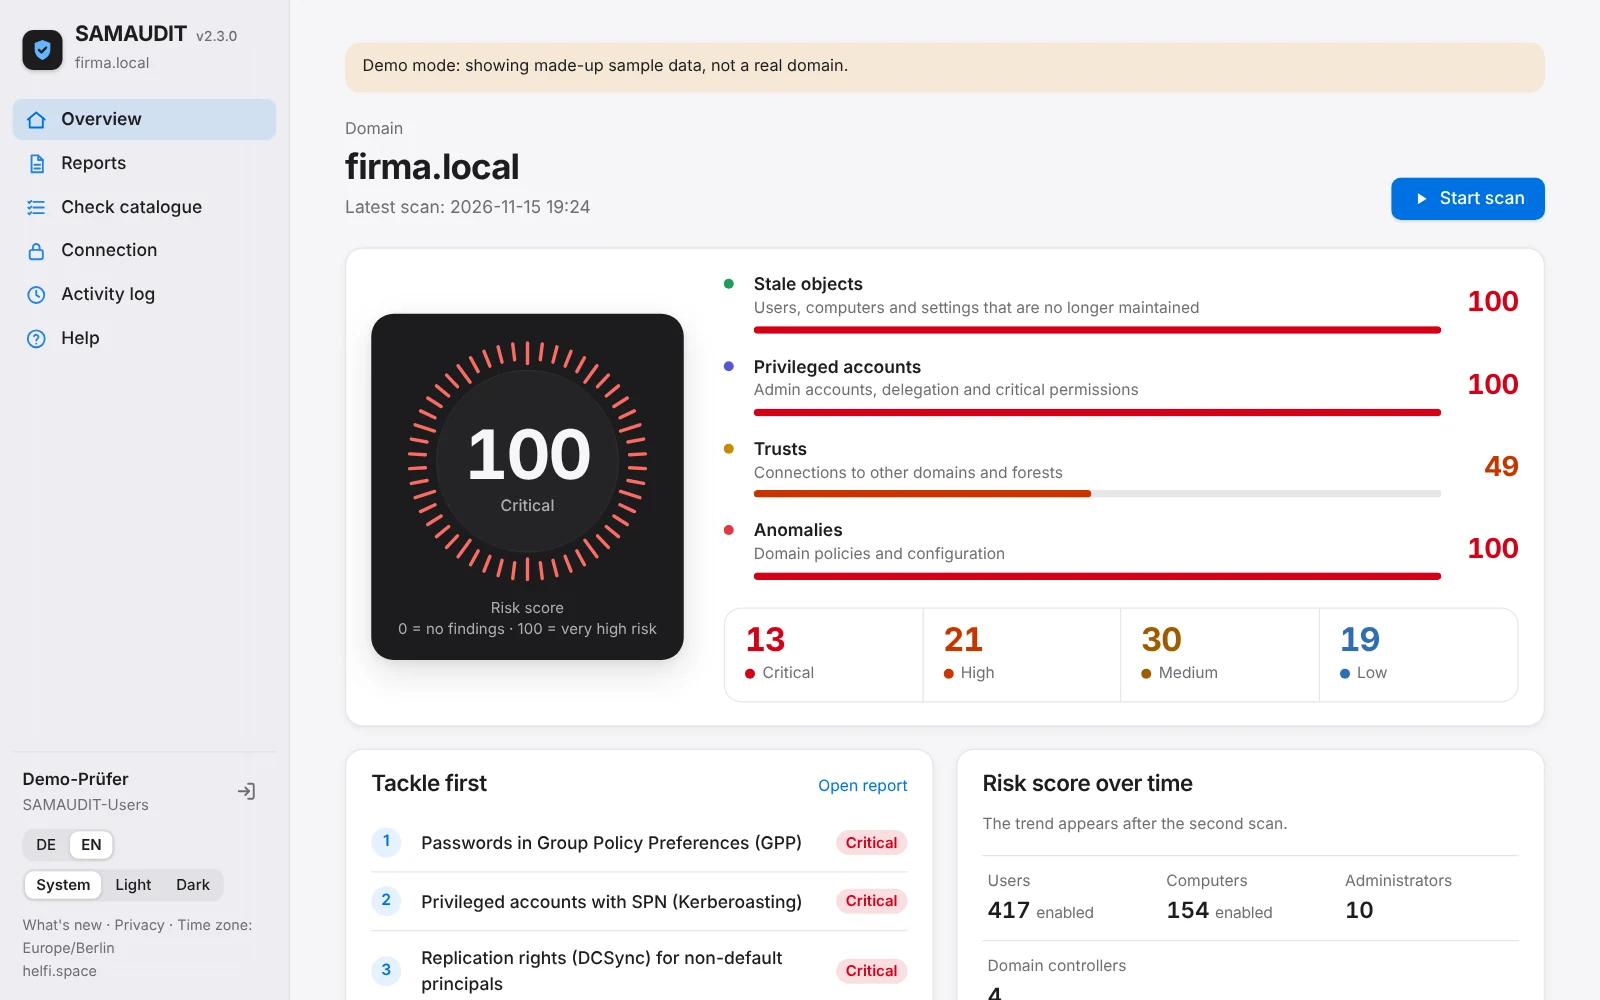 SAMAUDIT v2.3.0
firma.local
Overview
Reports
Check catalogue
Connection
Activity log
Help
Demo-Prüfer
SAMAUDIT-Users
DE EN
System Light Dark
What's new · Privacy · Time zone:
Europe/Berlin
helfi.space
Demo mode: showing made-up sample data, not a real domain.
Domain
firma.local
Latest scan: 2026-11-15 19:24
Start scan
100
Critical
Risk score
0 = no findings · 100 = very high risk
Stale objects
Users, computers and settings that are no longer maintained
100
Privileged accounts
Admin accounts, delegation and critical permissions
100
Trusts
Connections to other domains and forests
49
Anomalies
Domain policies and configuration
100
13
Critical
21
High
30
Medium
19
Low
Tackle first
Open report
1 Passwords in Group Policy Preferences (GPP) Critical
2 Privileged accounts with SPN (Kerberoasting) Critical
3 Replication rights (DCSync) for non-default
principals
Critical
Risk score over time
The trend appears after the second scan.
Users
417 enabled
Computers
154 enabled
Administrators
10
Domain controllers
4